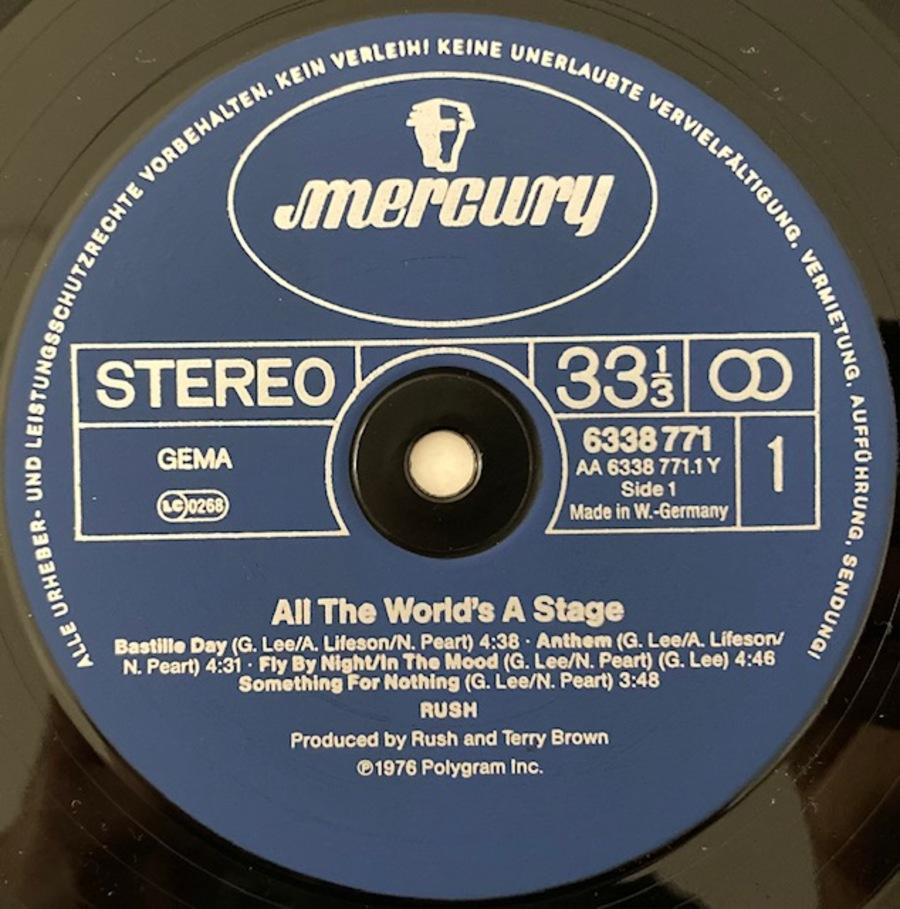 ALLE URHEBER- UND LEISTUNGSSCHUTZRECHTE VORBEHALTEN. KEIN VERLEIH! KEINE UNERLAUBTE VERVIELFÄLTIGUNG, VERMIETUNG, AUFFÜHRUNG, SENDUNG!
mercury
STEREO
33 1/3
GEMA
LC 0268
6338 771
AA 6338 771.1 Y
Side 1
Made in W.-Germany
1
All The World's A Stage
Bastille Day (G. Lee/A. Lifeson/N. Peart) 4:38 · Anthem (G. Lee/A. Lifeson/
N. Peart) 4:31 · Fly By Night/In The Mood (G. Lee/N. Peart) (G. Lee) 4:46
Something For Nothing (G. Lee/N. Peart) 3:48
RUSH
Produced by Rush and Terry Brown
℗1976 Polygram Inc.